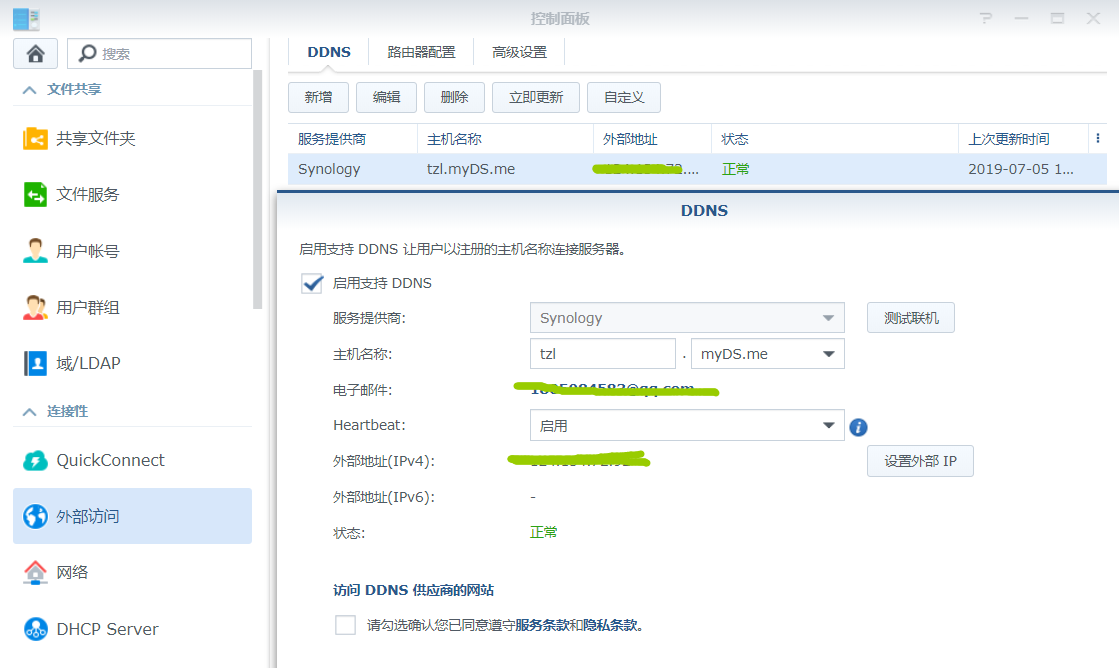 控制面板
搜索
DDNS 路由器配置 高级设置
文件共享
新增 编辑 删除 立即更新 自定义
服务提供商 主机名称 外部地址 状态 上次更新时间
Synology tzl.myDS.me 正常 2019-07-05 1...
共享文件夹
文件服务
用户帐号
用户群组
域/LDAP
连接性
QuickConnect
外部访问
网络
DHCP Server
DDNS
启用支持 DDNS 让用户以注册的主机名称连接服务器。
启用支持 DDNS
服务提供商: Synology 测试联机
主机名称: tzl . myDS.me
电子邮件:
Heartbeat: 启用
外部地址(IPv4): 设置外部 IP
外部地址(IPv6): -
状态: 正常
访问 DDNS 供应商的网站
请勾选确认您已同意遵守服务条款和隐私条款。